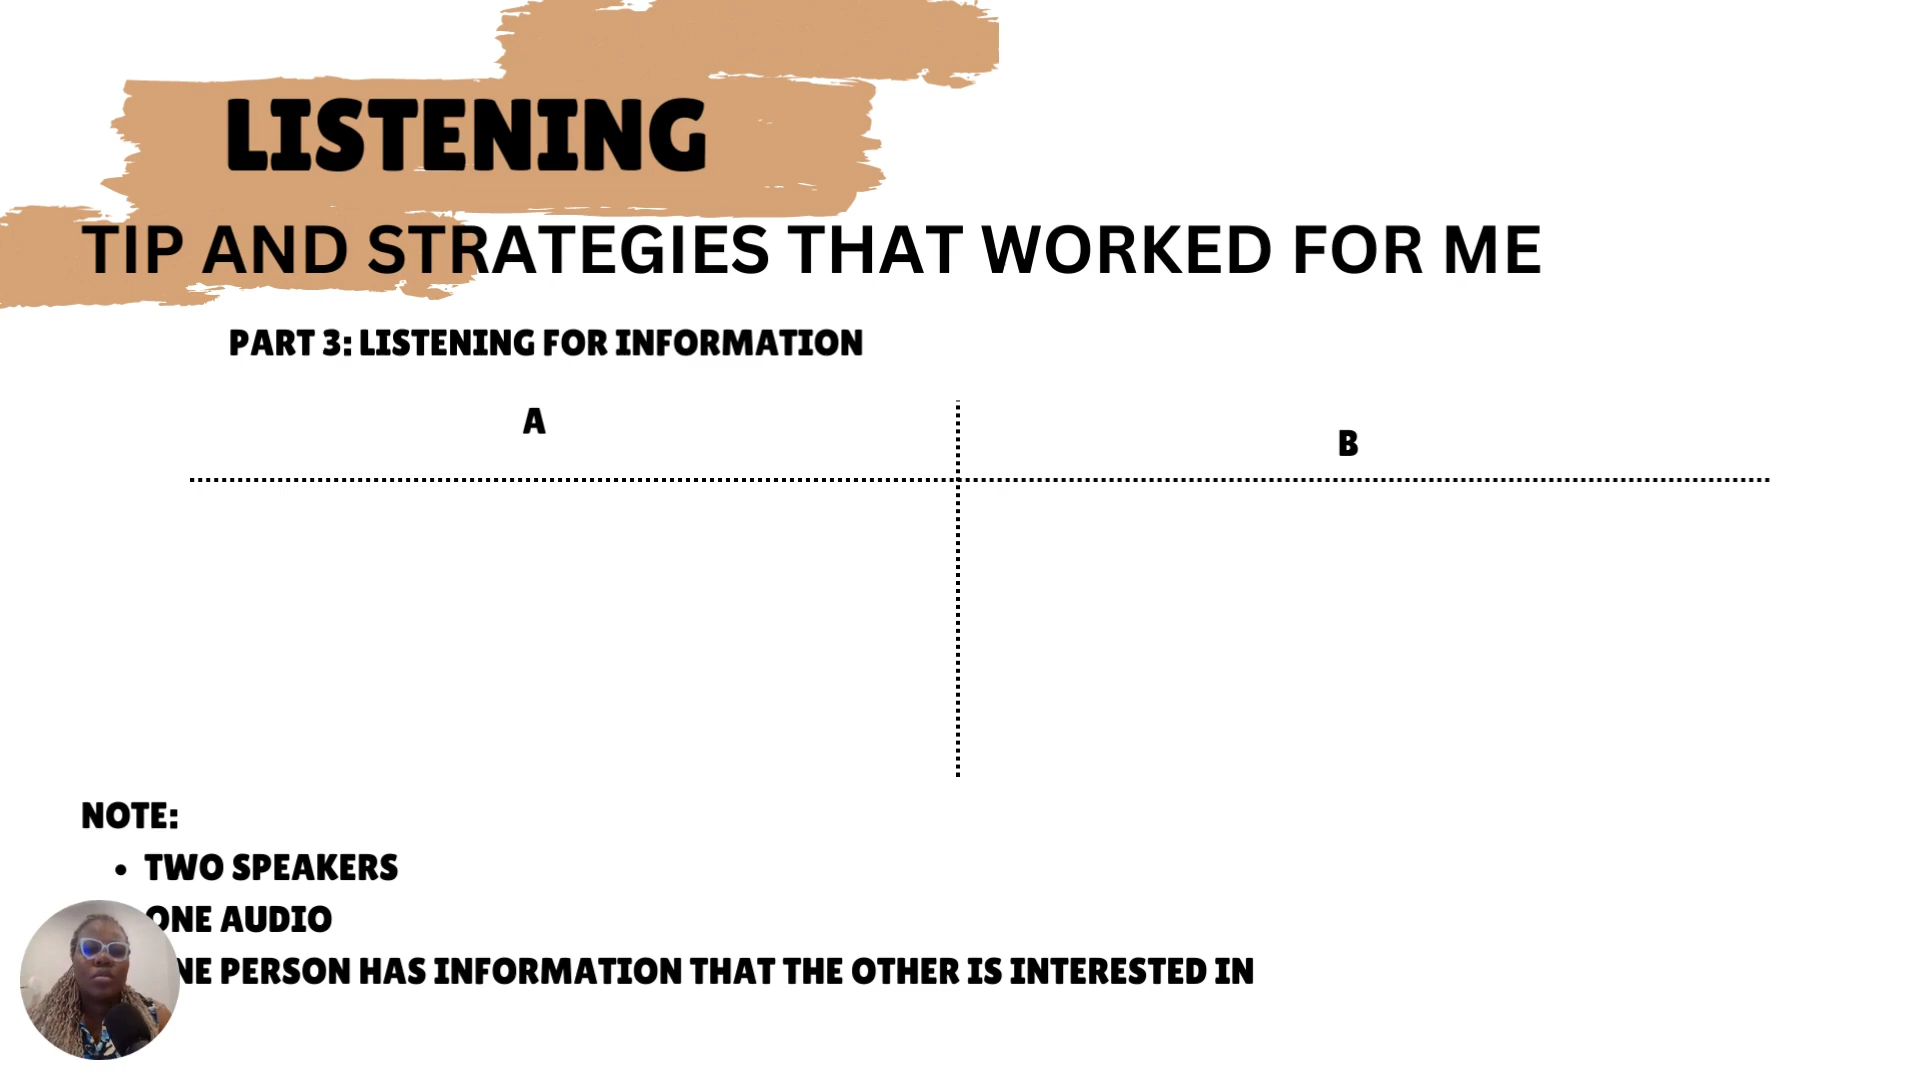 LISTENING
TIP AND STRATEGIES THAT WORKED FOR ME
PART 3: LISTENING FOR INFORMATION
A
B
NOTE:
• TWO SPEAKERS
ONE AUDIO
NE PERSON HAS INFORMATION THAT THE OTHER IS INTERESTED IN